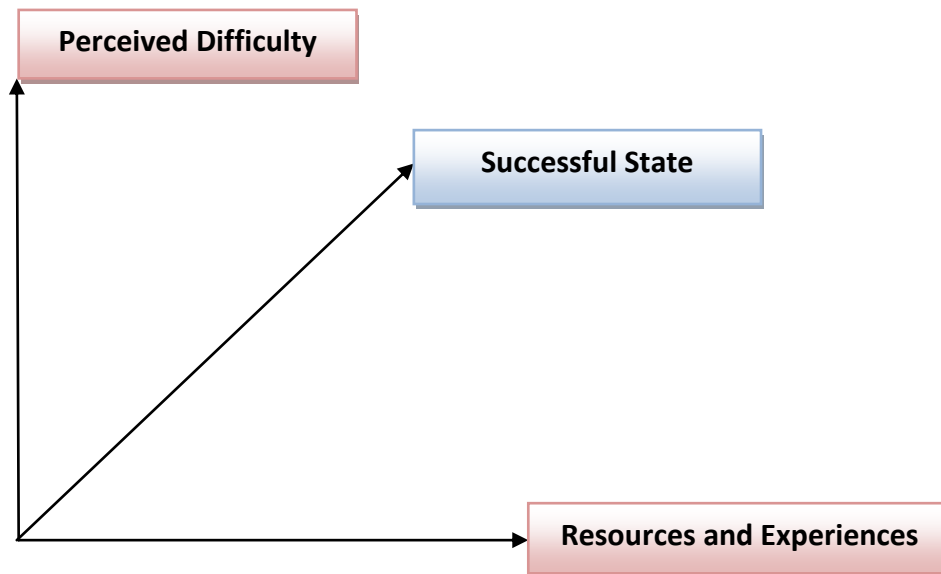 Perceived Difficulty
Successful State
Resources and Experiences